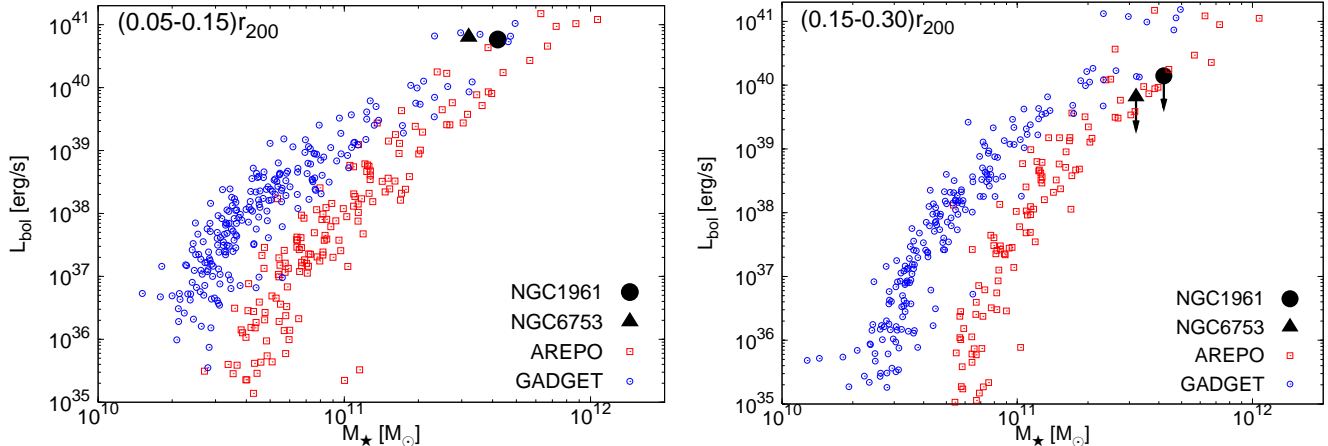 (0.05-0.15)r200
10^41
10^40
10^39
10^38
10^37
10^36
10^35
L_bol [erg/s]
NGC1961
NGC6753
AREPO
GADGET
10^10
10^11
10^12
M★ [M⊙]
(0.15-0.30)r200
10^41
10^40
10^39
10^38
10^37
10^36
10^35
L_bol [erg/s]
NGC1961
NGC6753
AREPO
GADGET
10^10
10^11
10^12
M★ [M⊙]